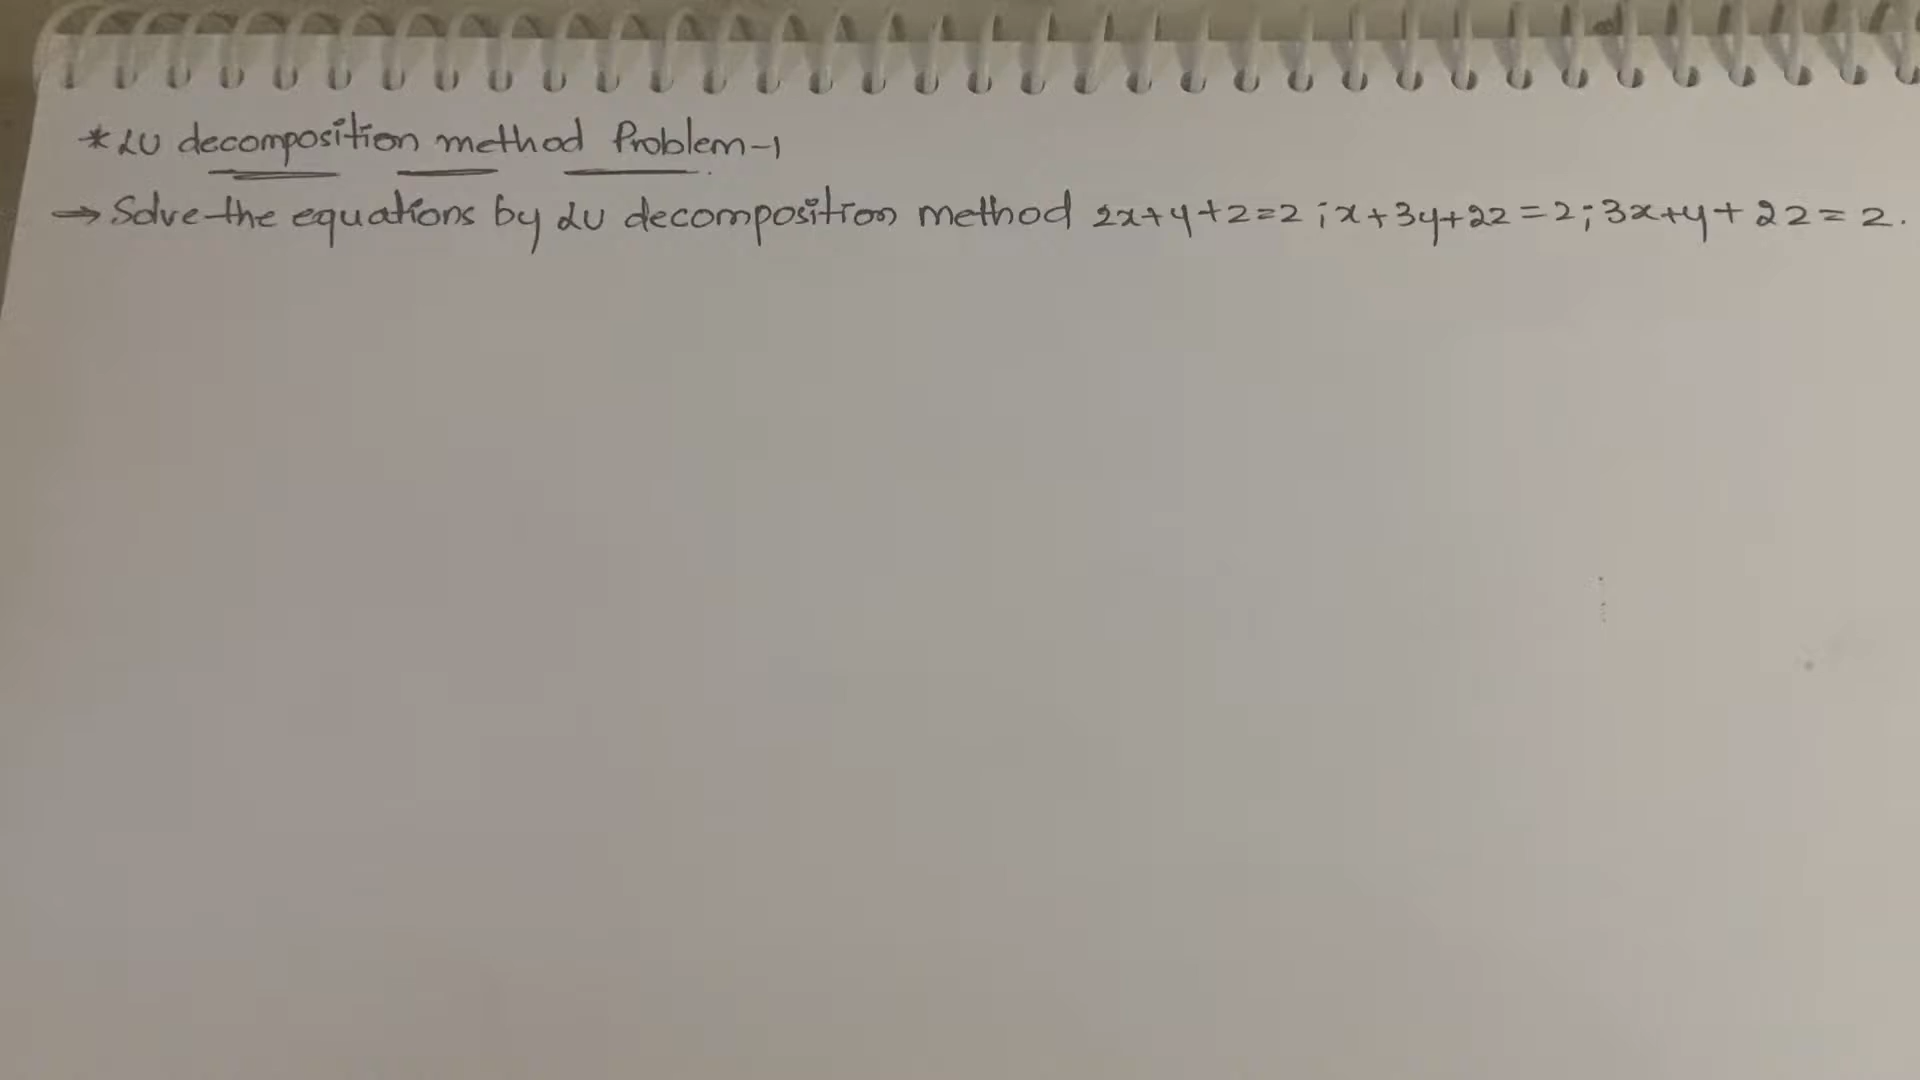 * LU decomposition method Problem-1
→ Solve the equations by LU decomposition method 2x+y+z=2; x+3y+2z=2; 3x+y+2z=2.